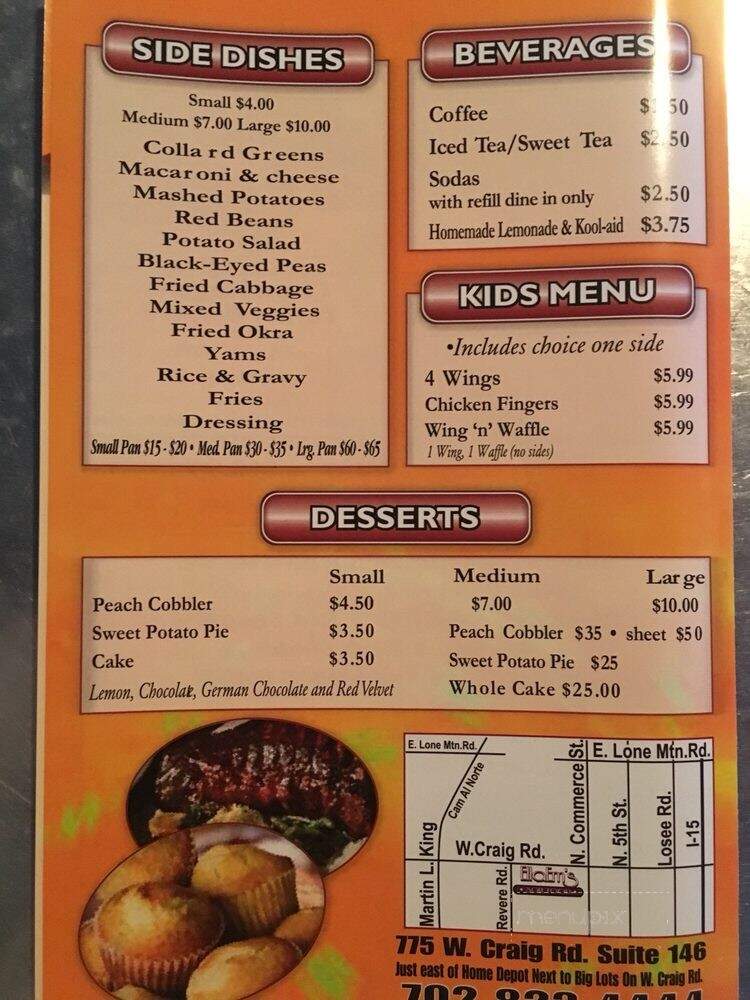 SIDE DISHES
Small $4.00
Medium $7.00 Large $10.00
Collard Greens
Macaroni & cheese
Mashed Potatoes
Red Beans
Potato Salad
Black-Eyed Peas
Fried Cabbage
Mixed Veggies
Fried Okra
Yams
Rice & Gravy
Fries
Dressing
Small Pan $15 - $20 • Med. Pan $30 - $35 • Lrg. Pan $60 - $65
BEVERAGES
Coffee
Iced Tea/Sweet Tea $2.50
Sodas
with refill dine in only $2.50
Homemade Lemonade & Kool-aid $3.75
KIDS MENU
•Includes choice one side
4 Wings $5.99
Chicken Fingers $5.99
Wing 'n' Waffle $5.99
1 Wing, 1 Waffle (no sides)
DESSERTS
Small Medium Large
Peach Cobbler $4.50 $7.00 $10.00
Sweet Potato Pie $3.50 Peach Cobbler $35 • sheet $50
Cake $3.50 Sweet Potato Pie $25
Lemon, Chocolate, German Chocolate and Red Velvet Whole Cake $25.00
E. Lone Mtn.Rd.
E. Lone Mtn.Rd.
Cam Al Norte
N. Commerce St.
N. 5th St.
Losee Rd.
I-15
Martin L. King
W.Craig Rd.
Revere Rd.
EllaEm's
menupix
775 W. Craig Rd. Suite 146
Just east of Home Depot Next to Big Lots On W. Craig Rd.